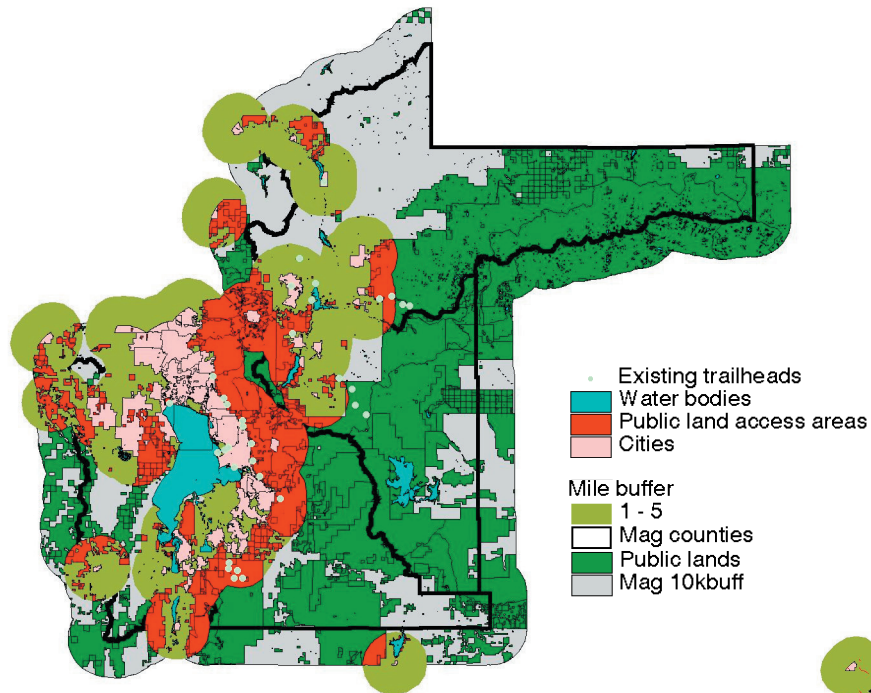 Existing trailheads
Water bodies
Public land access areas
Cities
Mile buffer
1 - 5
Mag counties
Public lands
Mag 10kbuff